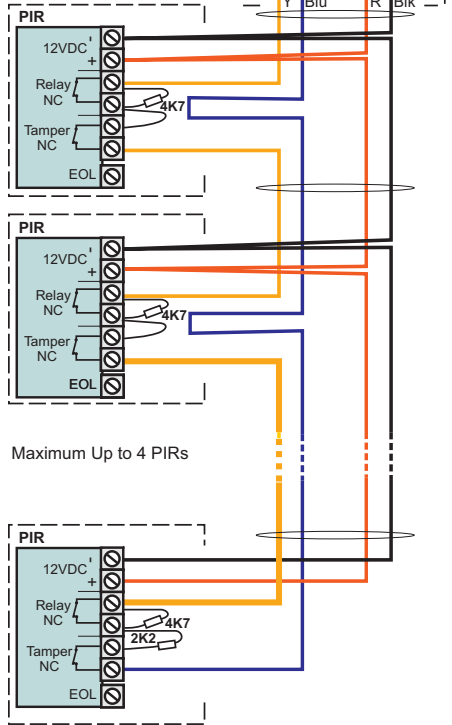 Y Blu R Blk
PIR
12VDC -
+
Relay
NC
4K7
Tamper
NC
EOL
PIR
12VDC -
+
Relay
NC
4K7
Tamper
NC
EOL
Maximum Up to 4 PIRs
PIR
12VDC -
+
Relay
NC
4K7
2K2
Tamper
NC
EOL